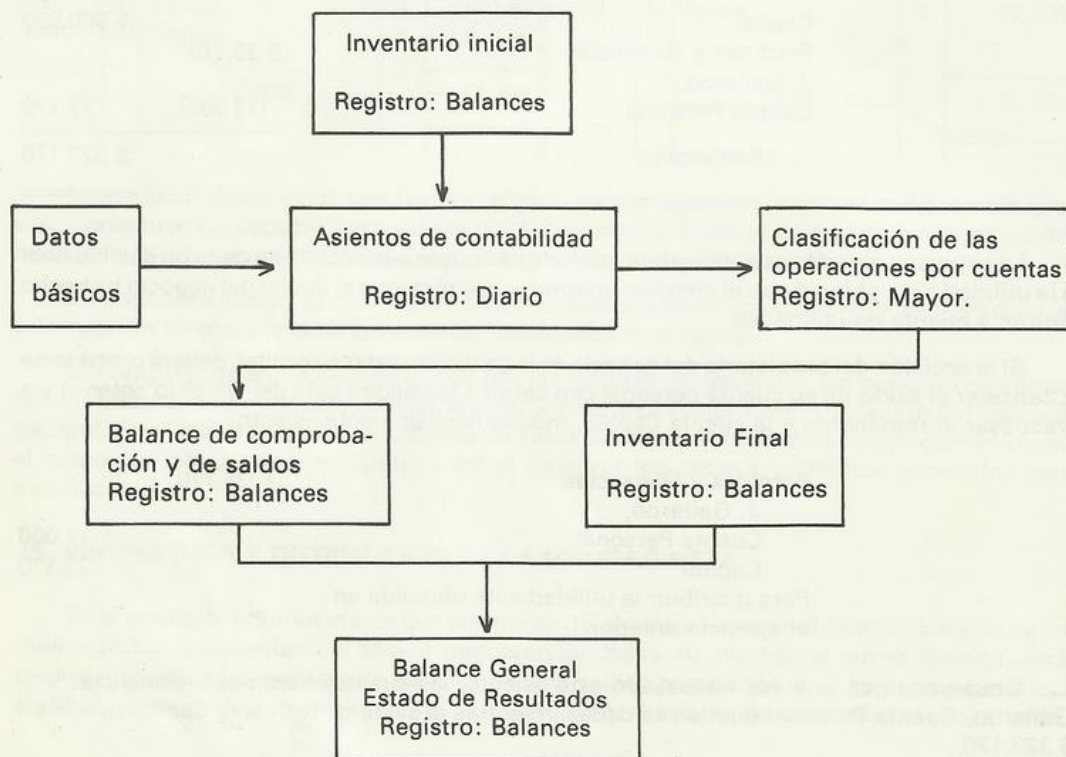 Inventario inicial
Registro: Balances
Datos
básicos
Asientos de contabilidad
Registro: Diario
Clasificación de las
operaciones por cuentas
Registro: Mayor.
Balance de comproba-
ción y de saldos
Registro: Balances
Inventario Final
Registro: Balances
Balance General
Estado de Resultados
Registro: Balances